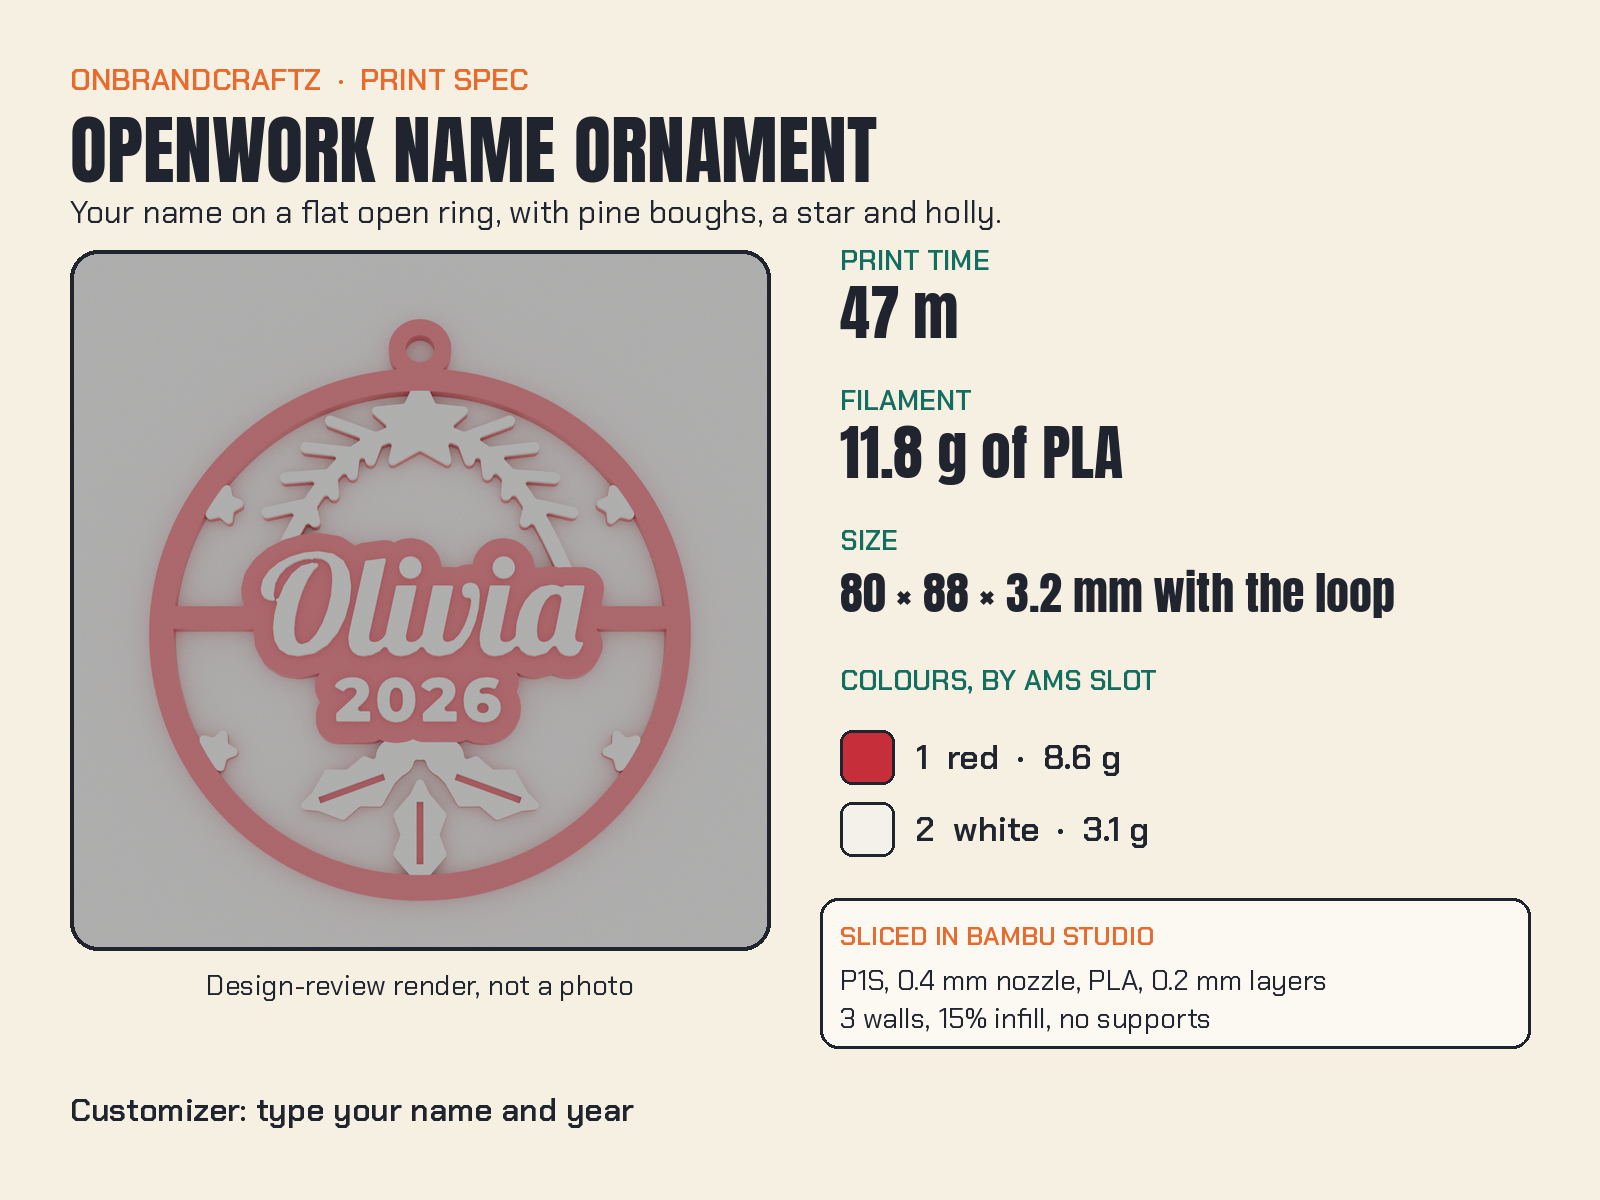 ONBRANDCRAFTZ · PRINT SPEC
OPENWORK NAME ORNAMENT
Your name on a flat open ring, with pine boughs, a star and holly.
Olivia
2026
Design-review render, not a photo
PRINT TIME
47 m
FILAMENT
11.8 g of PLA
SIZE
80 × 88 × 3.2 mm with the loop
COLOURS, BY AMS SLOT
1 red · 8.6 g
2 white · 3.1 g
SLICED IN BAMBU STUDIO
P1S, 0.4 mm nozzle, PLA, 0.2 mm layers
3 walls, 15% infill, no supports
Customizer: type your name and year